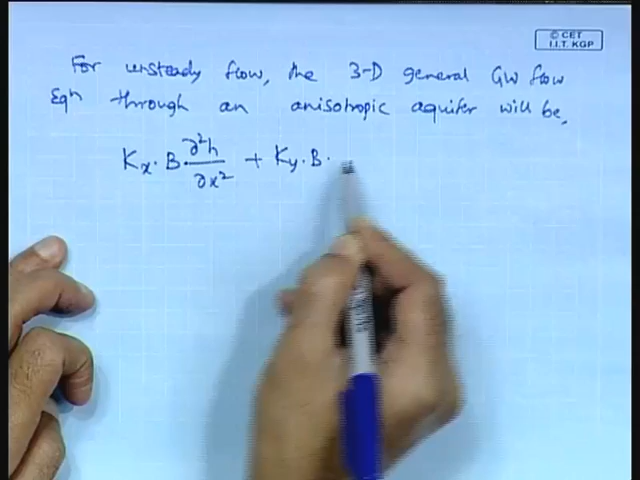 © CET
I.I.T. KGP
For unsteady flow, the 3-D general GW flow
Eqn through an anisotropic aquifer will be,
Kx · B · ∂²h/∂x² + Ky · B ·